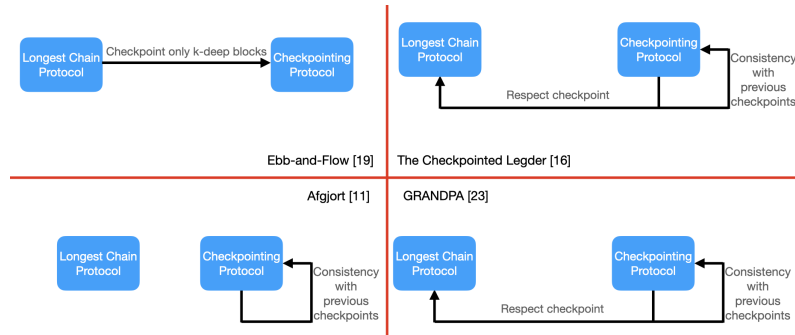 Longest Chain
Protocol
Checkpoint only k-deep blocks
Checkpointing
Protocol
Ebb-and-Flow [19]
Longest Chain
Protocol
Checkpointing
Protocol
Consistency
with
previous
checkpoints
Respect checkpoint
The Checkpointed Legder [16]
Afgjort [11]
Longest Chain
Protocol
Checkpointing
Protocol
Consistency
with
previous
checkpoints
GRANDPA [23]
Longest Chain
Protocol
Checkpointing
Protocol
Consistency
with
previous
checkpoints
Respect checkpoint